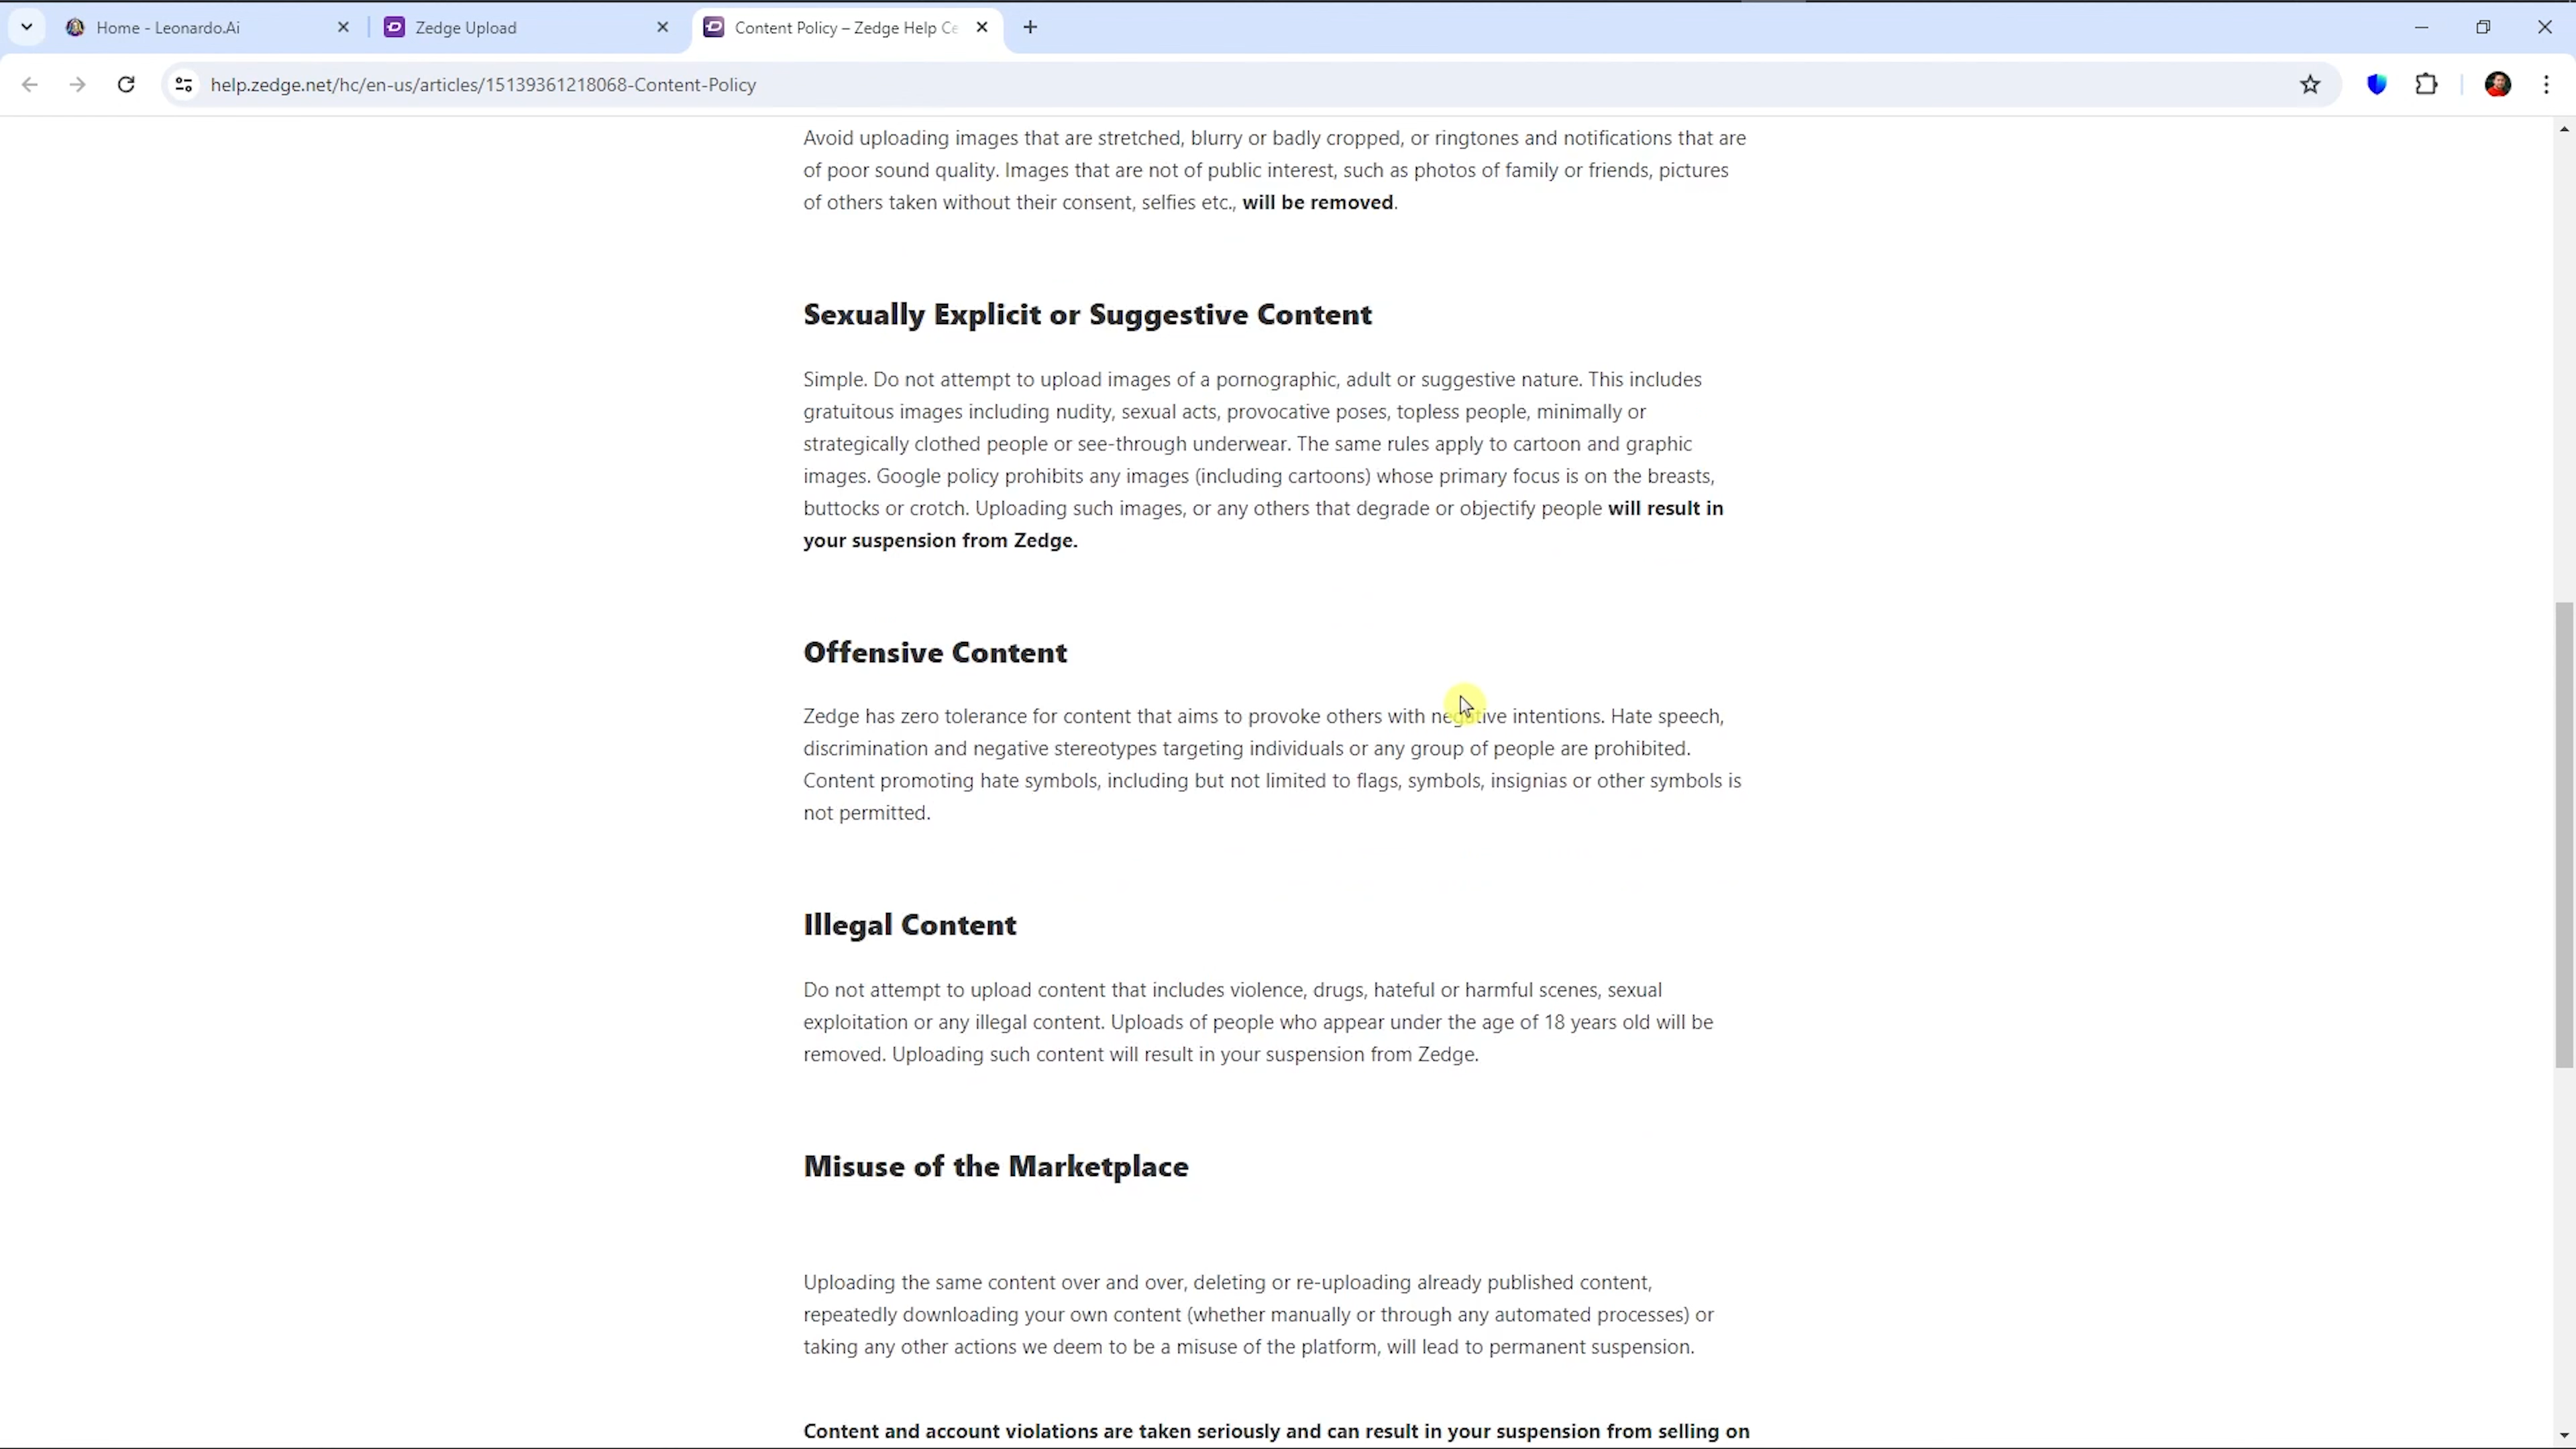 Home - Leonardo.Ai
Zedge Upload
Content Policy – Zedge Help Ce
help.zedge.net/hc/en-us/articles/15139361218068-Content-Policy
Avoid uploading images that are stretched, blurry or badly cropped, or ringtones and notifications that are
of poor sound quality. Images that are not of public interest, such as photos of family or friends, pictures
of others taken without their consent, selfies etc., will be removed.
Sexually Explicit or Suggestive Content
Simple. Do not attempt to upload images of a pornographic, adult or suggestive nature. This includes
gratuitous images including nudity, sexual acts, provocative poses, topless people, minimally or
strategically clothed people or see-through underwear. The same rules apply to cartoon and graphic
images. Google policy prohibits any images (including cartoons) whose primary focus is on the breasts,
buttocks or crotch. Uploading such images, or any others that degrade or objectify people will result in
your suspension from Zedge.
Offensive Content
Zedge has zero tolerance for content that aims to provoke others with negative intentions. Hate speech,
discrimination and negative stereotypes targeting individuals or any group of people are prohibited.
Content promoting hate symbols, including but not limited to flags, symbols, insignias or other symbols is
not permitted.
Illegal Content
Do not attempt to upload content that includes violence, drugs, hateful or harmful scenes, sexual
exploitation or any illegal content. Uploads of people who appear under the age of 18 years old will be
removed. Uploading such content will result in your suspension from Zedge.
Misuse of the Marketplace
Uploading the same content over and over, deleting or re-uploading already published content,
repeatedly downloading your own content (whether manually or through any automated processes) or
taking any other actions we deem to be a misuse of the platform, will lead to permanent suspension.
Content and account violations are taken seriously and can result in your suspension from selling on